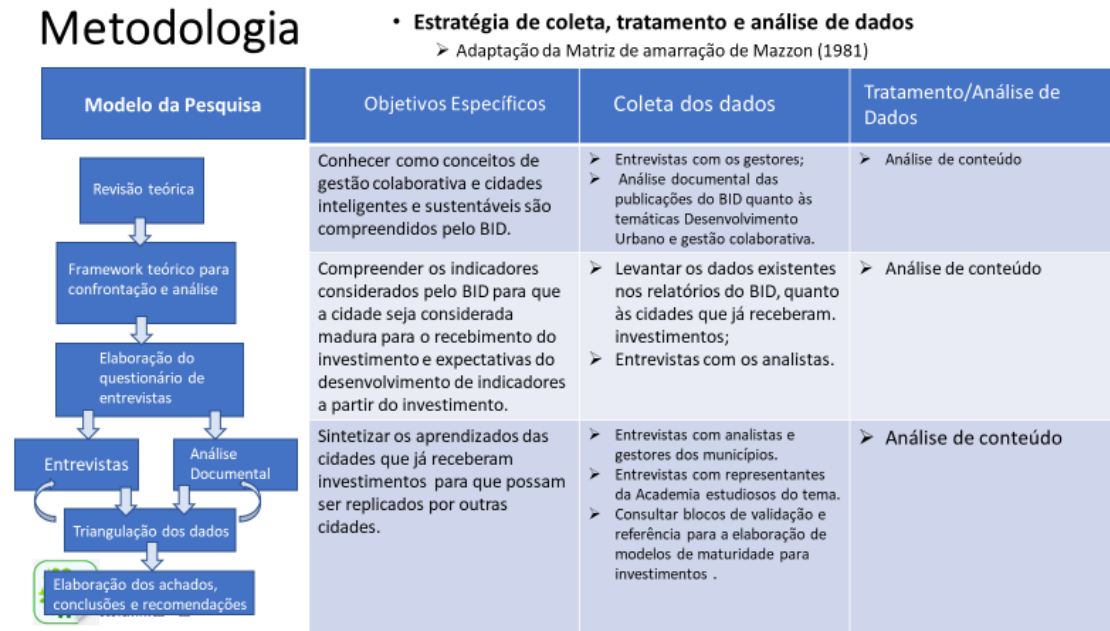 Metodologia
• Estratégia de coleta, tratamento e análise de dados
➢ Adaptação da Matriz de amarração de Mazzon (1981)
Modelo da Pesquisa
Revisão teórica
Framework teórico para
confrontação e análise
Elaboração do
questionário de
entrevistas
Entrevistas
Análise
Documental
Triangulação dos dados
Elaboração dos achados,
conclusões e recomendações
Objetivos Específicos
Coleta dos dados
Tratamento/Análise de
Dados
Conhecer como conceitos de
gestão colaborativa e cidades
inteligentes e sustentáveis são
compreendidos pelo BID.
➢ Entrevistas com os gestores;
➢ Análise documental das
publicações do BID quanto às
temáticas Desenvolvimento
Urbano e gestão colaborativa.
➢ Análise de conteúdo
Compreender os indicadores
considerados pelo BID para que
a cidade seja considerada
madura para o recebimento do
investimento e expectativas do
desenvolvimento de indicadores
a partir do investimento.
➢ Levantar os dados existentes
nos relatórios do BID, quanto
às cidades que já receberam.
investimentos;
➢ Entrevistas com os analistas.
➢ Análise de conteúdo
Sintetizar os aprendizados das
cidades que já receberam
investimentos para que possam
ser replicados por outras
cidades.
➢ Entrevistas com analistas e
gestores dos municípios.
➢ Entrevistas com representantes
da Academia estudiosos do tema.
➢ Consultar blocos de validação e
referência para a elaboração de
modelos de maturidade para
investimentos .
➢ Análise de conteúdo